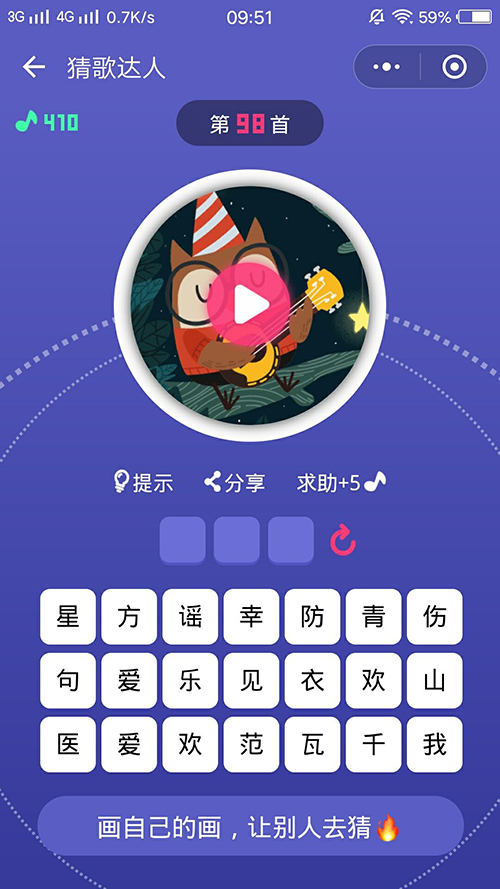 3G 4G 0.7K/s 09:51 59%
猜歌达人
410 第98首
提示 分享 求助+5
星 方 谣 幸 防 青 伤
句 爱 乐 见 衣 欢 山
医 爱 欢 范 瓦 千 我
画自己的画，让别人去猜🔥